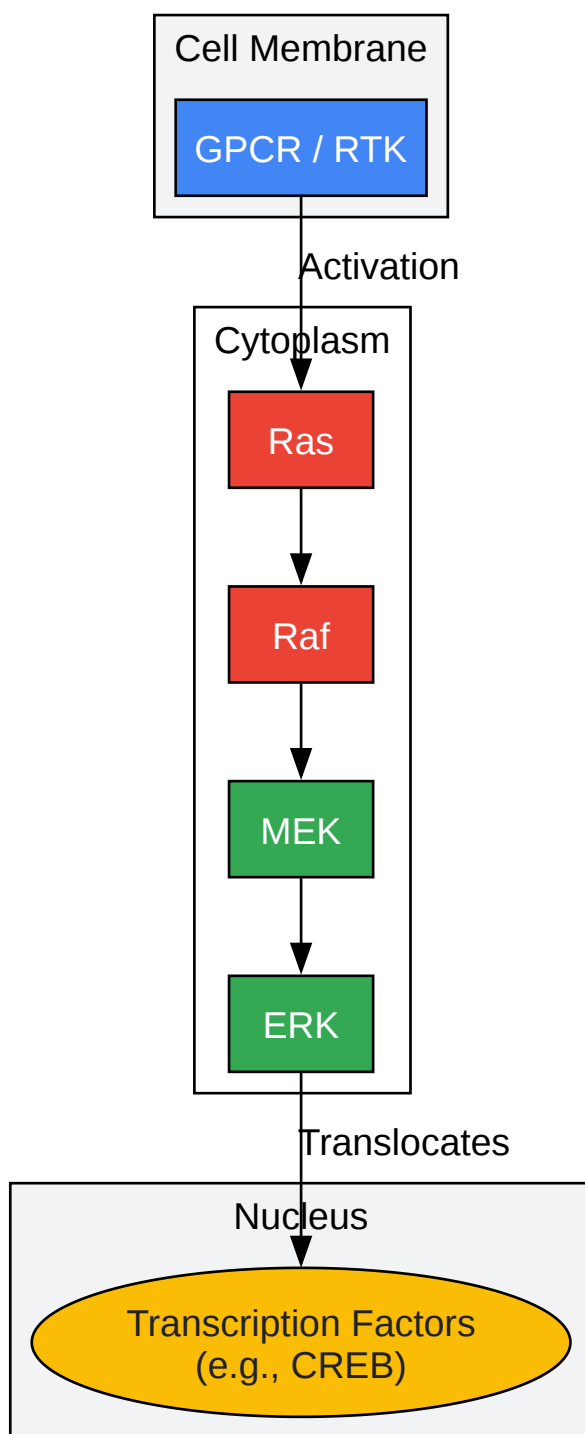 Cell Membrane
GPCR / RTK
Activation
Cytoplasm
Ras
Raf
MEK
ERK
Translocates
Nucleus
Transcription Factors
(e.g., CREB)